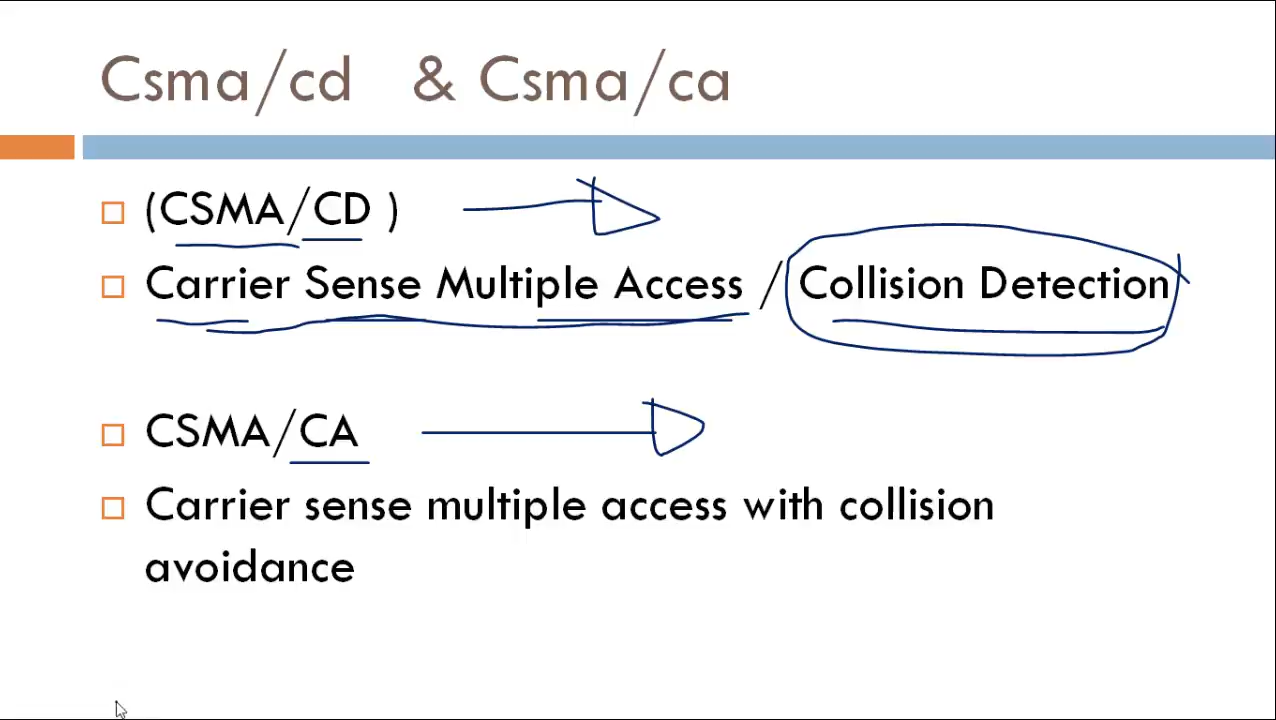 Csma/cd & Csma/ca
(CSMA/CD )
Carrier Sense Multiple Access / Collision Detection
CSMA/CA
Carrier sense multiple access with collision
avoidance